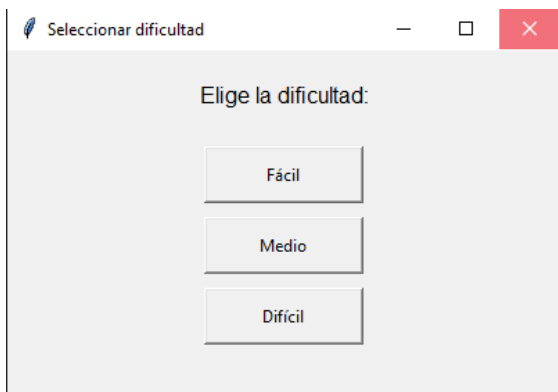 Seleccionar dificultad
Elige la dificultad:
Fácil
Medio
Difícil